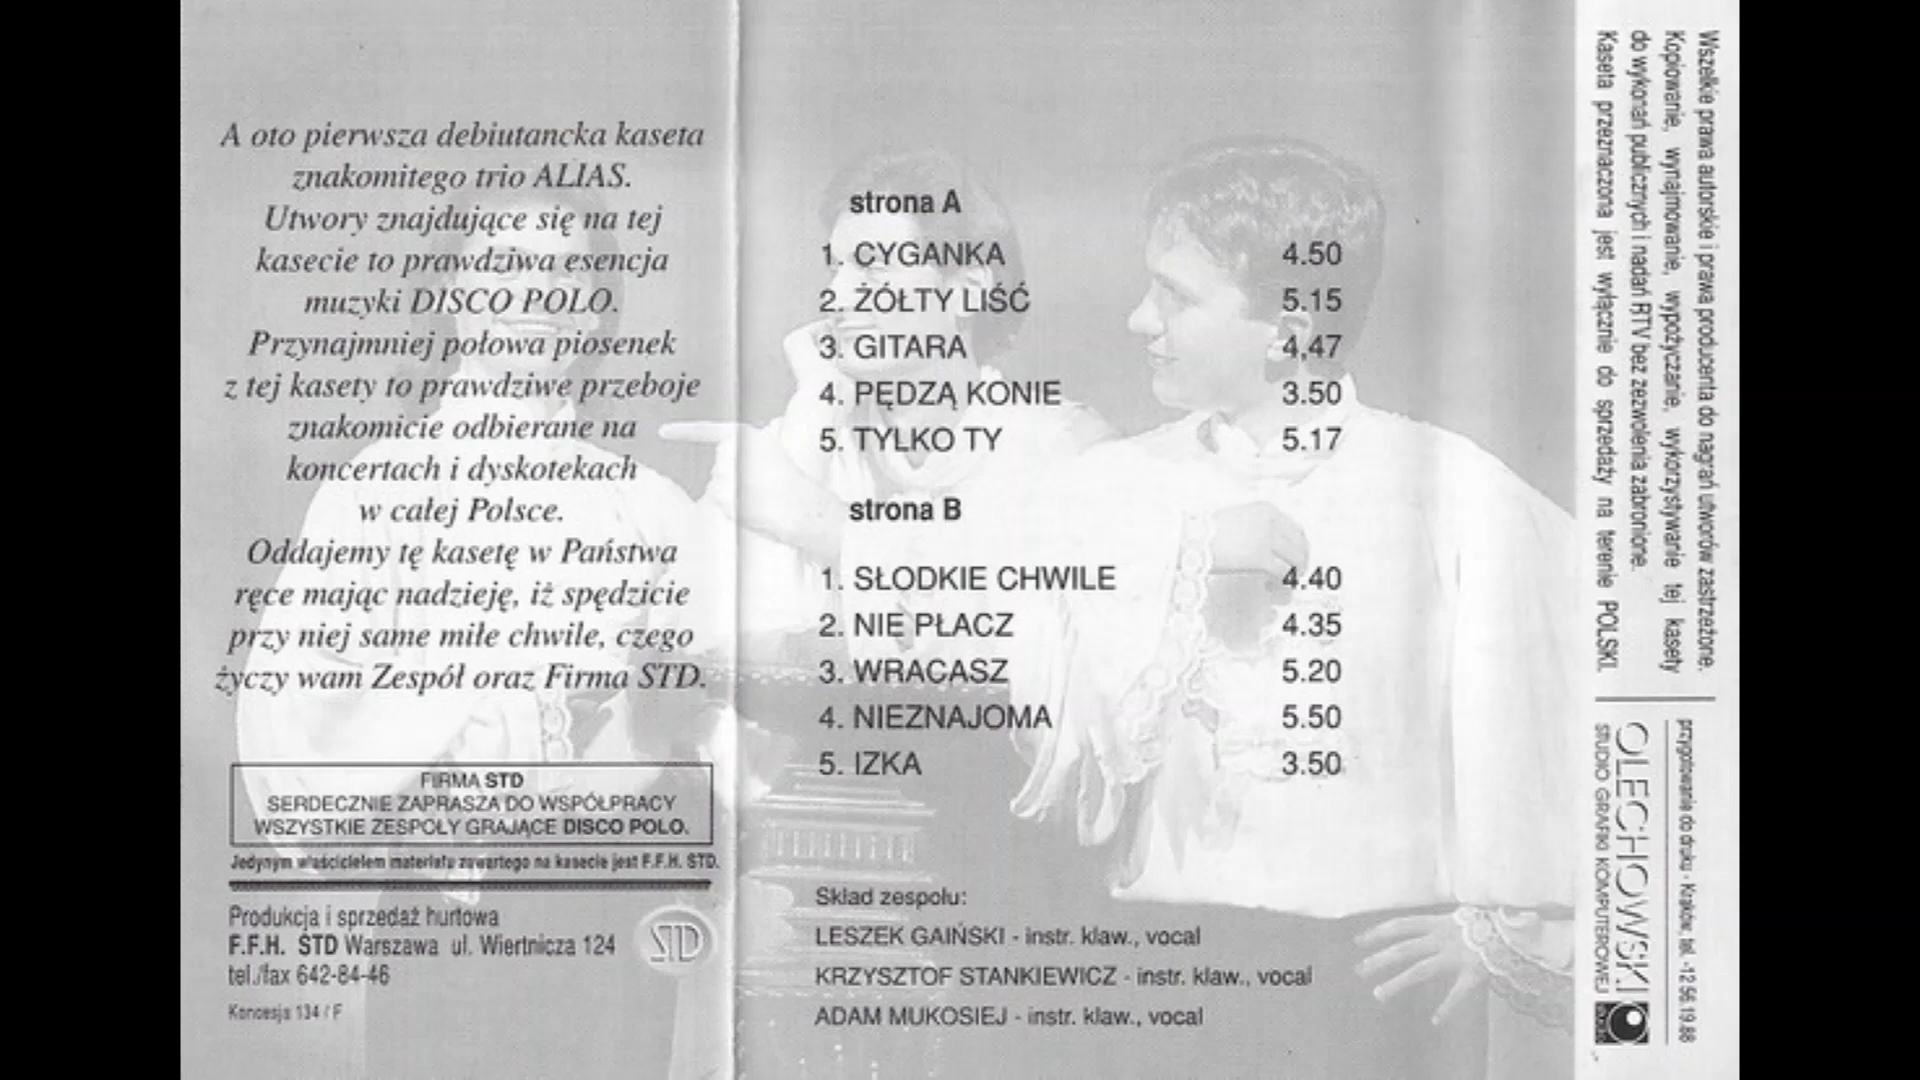 A oto pierwsza debiutancka kaseta
znakomitego trio ALIAS.
Utwory znajdujące się na tej
kasecie to prawdziwa esencja
muzyki DISCO POLO.
Przynajmniej połowa piosenek
z tej kasety to prawdziwe przeboje
znakomicie odbierane na
koncertach i dyskotekach
w całej Polsce.
Oddajemy tę kasetę w Państwa
ręce mając nadzieję, iż spędzicie
przy niej same miłe chwile, czego
życzy wam Zespół oraz Firma STD.
FIRMA STD
SERDECZNIE ZAPRASZA DO WSPÓŁPRACY
WSZYSTKIE ZESPOŁY GRAJĄCE DISCO POLO.
Jedynym właścicielem materiału zawartego na kasecie jest F.F.H. STD.
Produkcja i sprzedaż hurtowa
F.F.H. STD Warszawa ul. Wiertnicza 124
tel./fax 642-84-46
Koncesja 134 / F
STD
strona A
1. CYGANKA 4.50
2. ŻÓŁTY LIŚĆ 5.15
3. GITARA 4,47
4. PĘDZĄ KONIE 3.50
5. TYLKO TY 5.17
strona B
1. SŁODKIE CHWILE 4.40
2. NIE PŁACZ 4.35
3. WRACASZ 5.20
4. NIEZNAJOMA 5.50
5. IZKA 3.50
Skład zespołu:
LESZEK GAIŃSKI - instr. klaw., vocal
KRZYSZTOF STANKIEWICZ - instr. klaw., vocal
ADAM MUKOSIEJ - instr. klaw., vocal
Wszelkie prawa autorskie i prawa producenta do nagrań utworów zastrzeżone.
Kopiowanie, wynajmowanie, wypożyczanie, wykorzystywanie tej kasety
do wykonań publicznych i nadań RTV bez zezwolenia zabronione.
Kaseta przeznaczona jest wyłącznie do sprzedaży na terenie POLSKI.
przygotowanie do druku - Kraków, tel. -12 56.19.88
OLECHOWSKI
STUDIO GRAFIKI KOMPUTEROWEJ